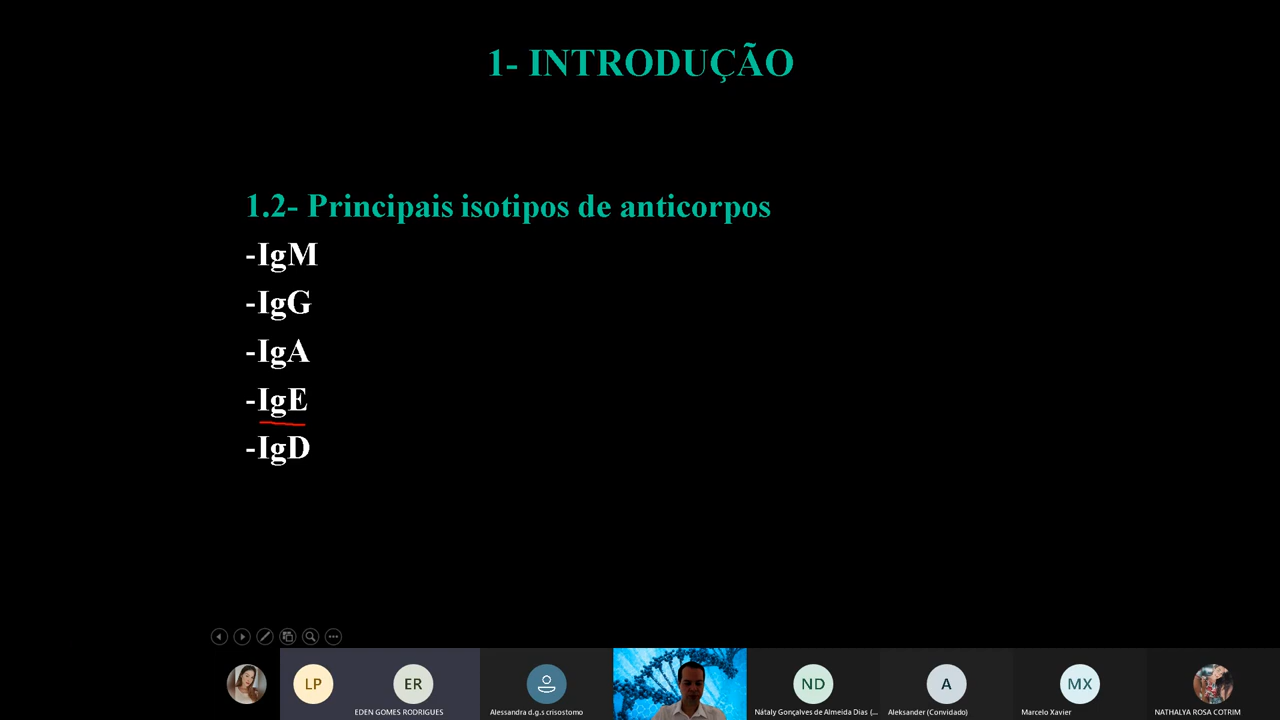 1- INTRODUÇÃO
1.2- Principais isotipos de anticorpos
-IgM
-IgG
-IgA
-IgE
-IgD
LP
ER
ND
A
MX
EDEN GOMES RODRIGUES
Alessandra d.g.s crisostomo
Nátaly Gonçalves de Almeida Dias (...
Aleksander (Convidado)
Marcelo Xavier
NATHALYA ROSA COTRIM